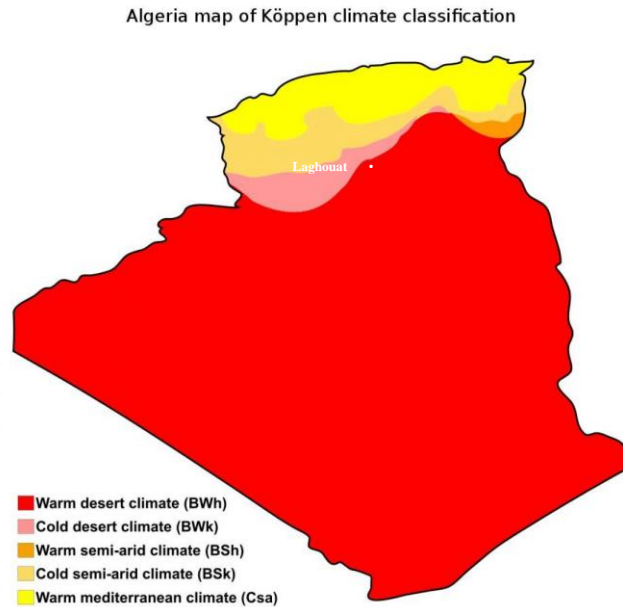 Algeria map of Köppen climate classification
Laghouat
Warm desert climate (BWh)
Cold desert climate (BWk)
Warm semi-arid climate (BSh)
Cold semi-arid climate (BSk)
Warm mediterranean climate (Csa)